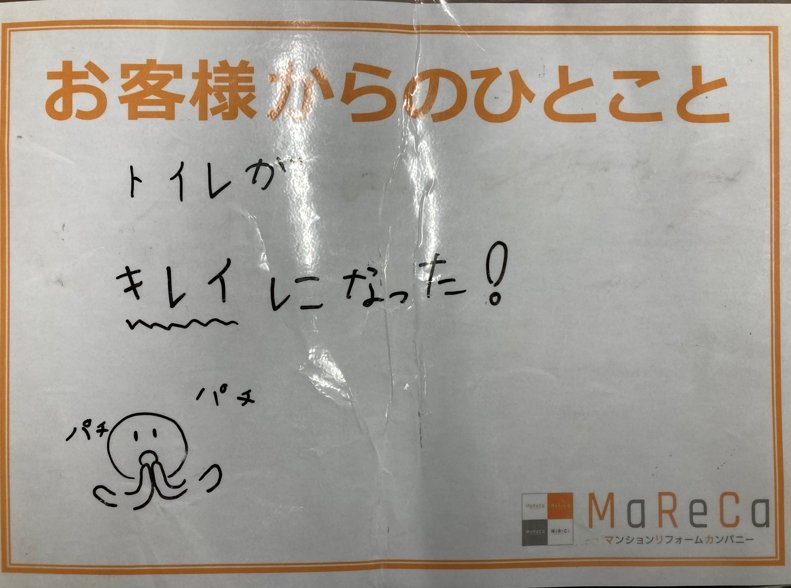 お客様からのひとこと
トイレが
キレイになった!
パチ
パチ
MaReCa
マンションリフォームカンパニー